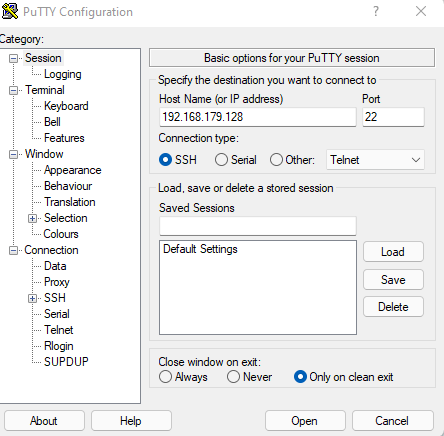 PuTTY Configuration
?
Category:
Session
Logging
Terminal
Keyboard
Bell
Features
Window
Appearance
Behaviour
Translation
Selection
Colours
Connection
Data
Proxy
SSH
Serial
Telnet
Rlogin
SUPDUP
Basic options for your PuTTY session
Specify the destination you want to connect to
Host Name (or IP address) Port
192.168.179.128 22
Connection type:
SSH Serial Other: Telnet
Load, save or delete a stored session
Saved Sessions
Default Settings
Load
Save
Delete
Close window on exit:
Always Never Only on clean exit
About Help Open Cancel